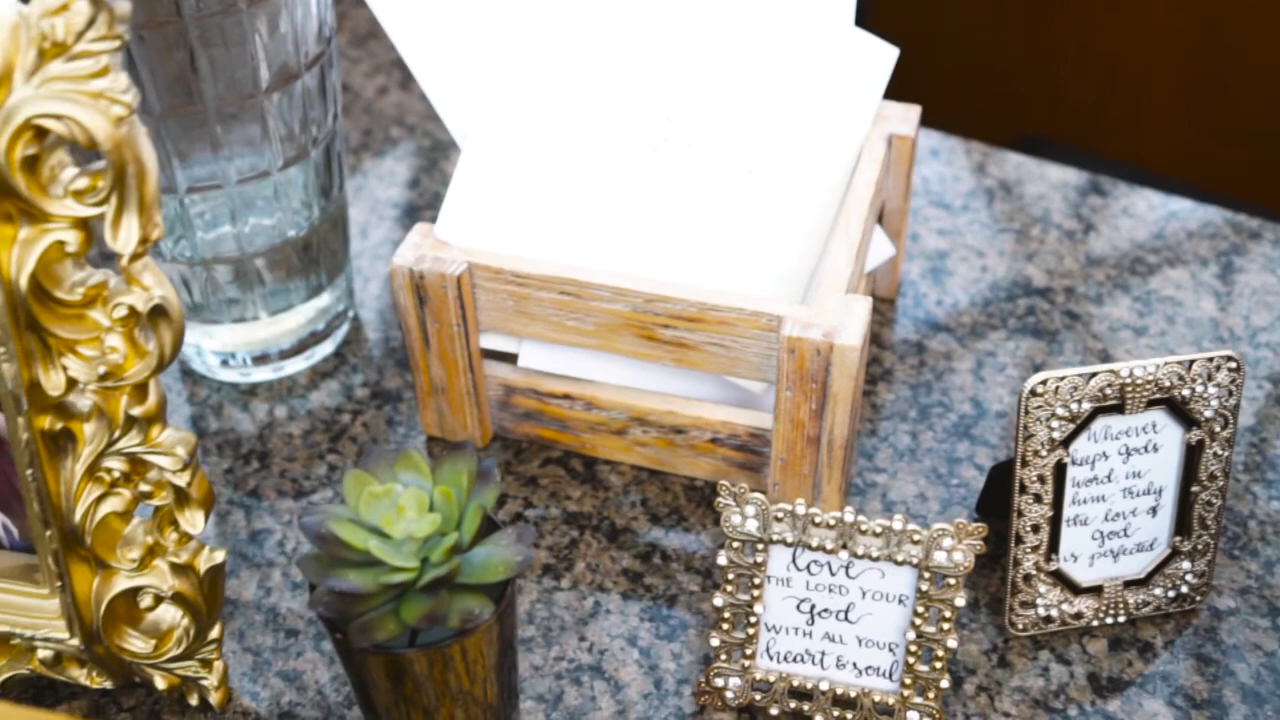 love
THE LORD YOUR
God
WITH ALL YOUR
heart & soul
Whoever
keeps Gods
word, in
him truly
the love of
God
is perfected